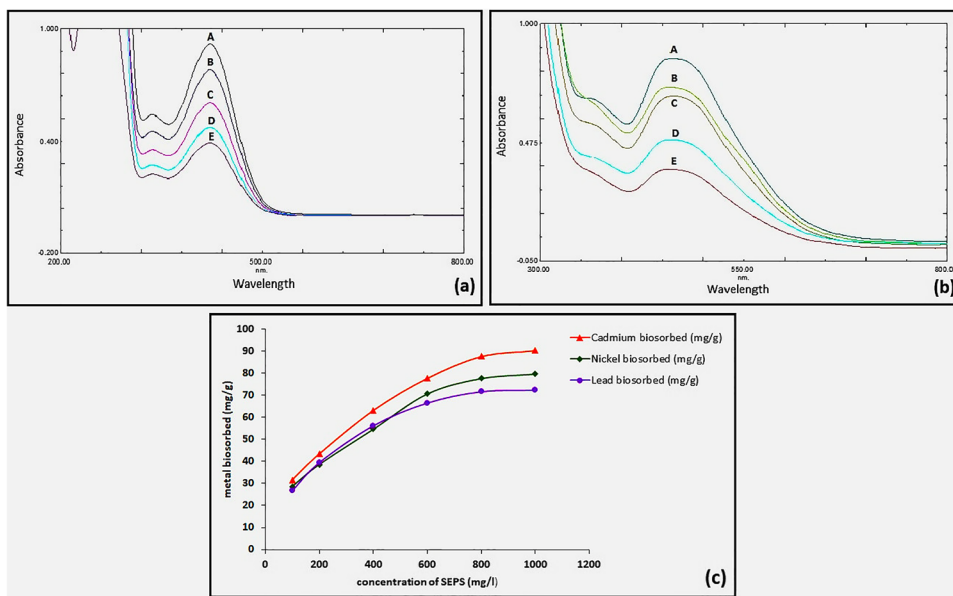 1.000
A
B
C
D
E
Absorbance
0.400
-0.200
200.00
500.00
800.00
nm.
Wavelength
(a)
1.000
A
B
C
D
E
Absorbance
0.475
-0.050
300.00
550.00
800.00
nm.
Wavelength
(b)
100
90
80
70
60
50
40
30
20
10
0
metal biosorbed (mg/g)
0 200 400 600 800 1000 1200
concentration of SEPS (mg/l)
Cadmium biosorbed (mg/g)
Nickel biosorbed (mg/g)
Lead biosorbed (mg/g)
(c)